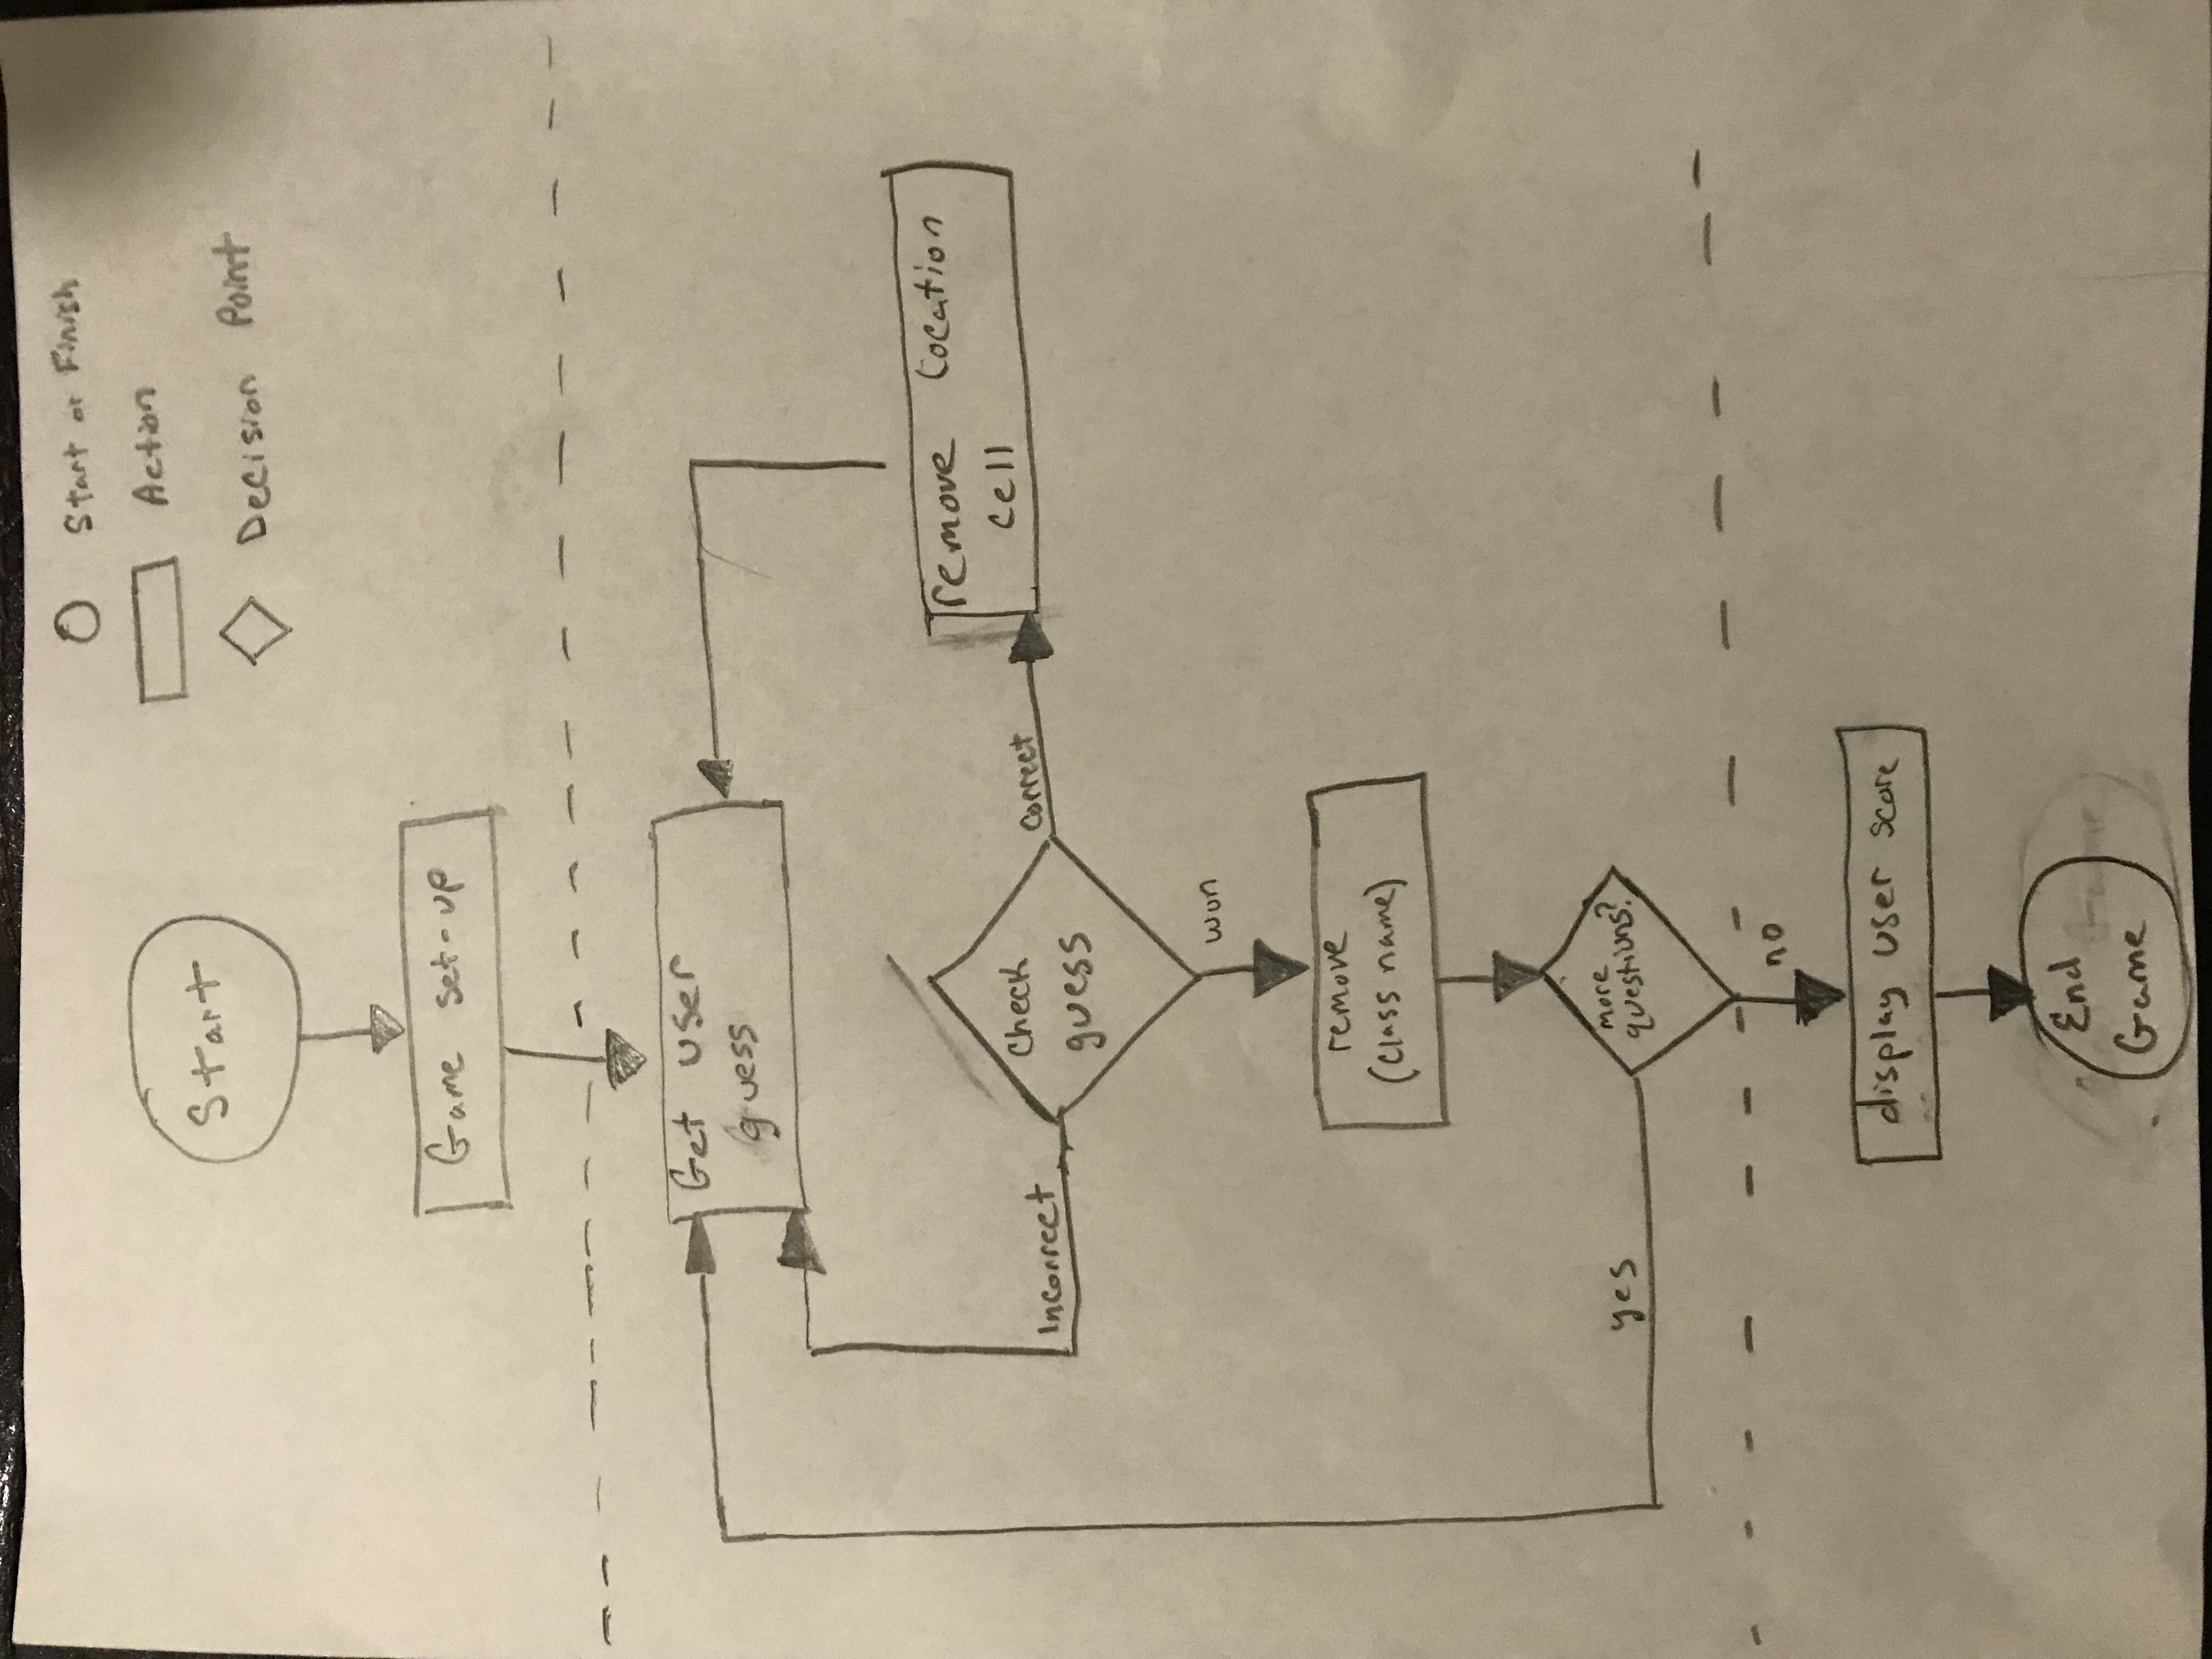 Start or Finish
Action
Decision Point
Start
Game set-up
Get user
guess
remove location
cell
Check
guess
Incorrect
Correct
won
remove
(class name)
more
questions?
yes
no
display user score
End
Game